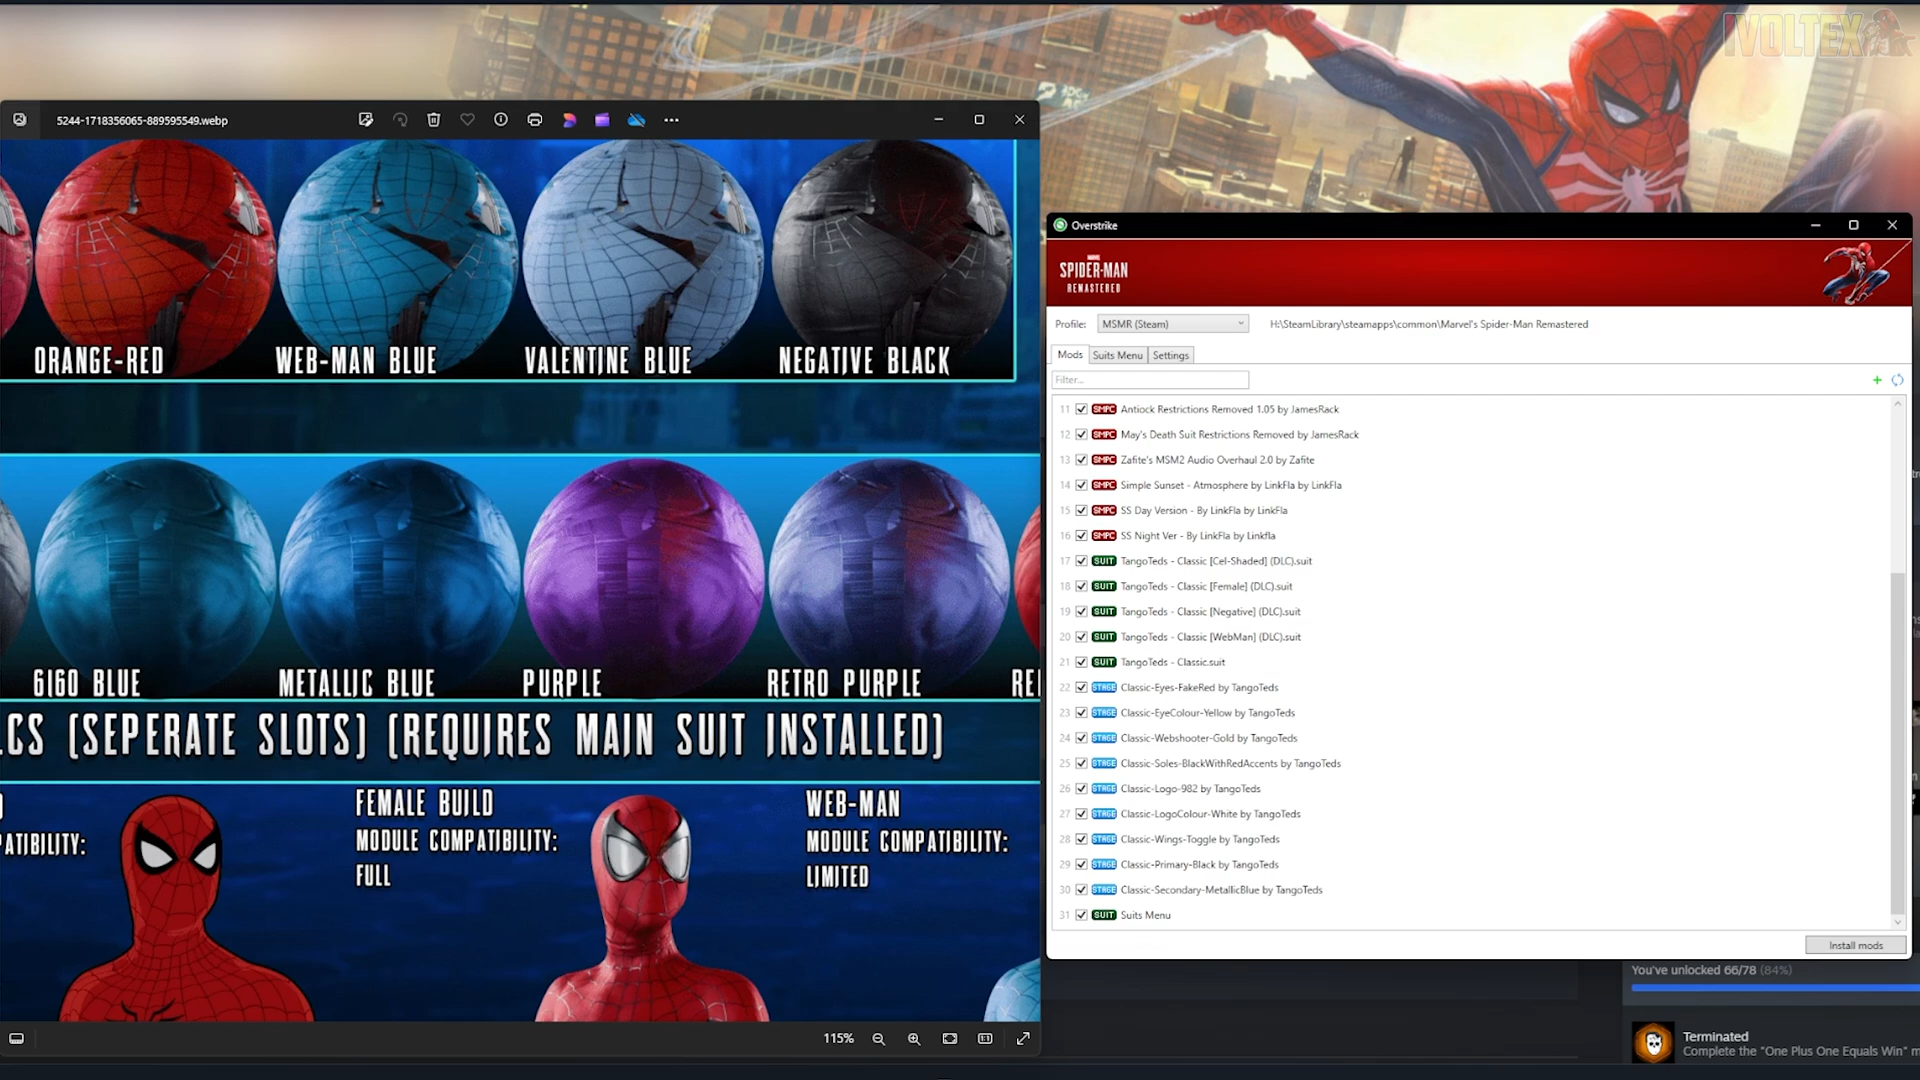 IVOLTEX
5244-1718356065-889595549.webp
ORANGE-RED
WEB-MAN BLUE
VALENTINE BLUE
NEGATIVE BLACK
6160 BLUE
METALLIC BLUE
PURPLE
RETRO PURPLE
RE
LCS (SEPERATE SLOTS) (REQUIRES MAIN SUIT INSTALLED)
ATIBILITY:
FEMALE BUILD
MODULE COMPATIBILITY:
FULL
WEB-MAN
MODULE COMPATIBILITY:
LIMITED
115%
Overstrike
MARVEL
SPIDER-MAN
REMASTERED
Profile: MSMR (Steam) H:\SteamLibrary\steamapps\common\Marvel's Spider-Man Remastered
Mods Suits Menu Settings
Filter...
11 SMPC Antiock Restrictions Removed 1.05 by JamesRack
12 SMPC May's Death Suit Restrictions Removed by JamesRack
13 SMPC Zafite's MSM2 Audio Overhaul 2.0 by Zafite
14 SMPC Simple Sunset - Atmosphere by LinkFla by LinkFla
15 SMPC SS Day Version - By LinkFla by LinkFla
16 SMPC SS Night Ver - By LinkFla by Linkfla
17 SUIT TangoTeds - Classic [Cel-Shaded] (DLC).suit
18 SUIT TangoTeds - Classic [Female] (DLC).suit
19 SUIT TangoTeds - Classic [Negative] (DLC).suit
20 SUIT TangoTeds - Classic [WebMan] (DLC).suit
21 SUIT TangoTeds - Classic.suit
22 STAGE Classic-Eyes-FakeRed by TangoTeds
23 STAGE Classic-EyeColour-Yellow by TangoTeds
24 STAGE Classic-Webshooter-Gold by TangoTeds
25 STAGE Classic-Soles-BlackWithRedAccents by TangoTeds
26 STAGE Classic-Logo-982 by TangoTeds
27 STAGE Classic-LogoColour-White by TangoTeds
28 STAGE Classic-Wings-Toggle by TangoTeds
29 STAGE Classic-Primary-Black by TangoTeds
30 STAGE Classic-Secondary-MetallicBlue by TangoTeds
31 SUIT Suits Menu
Install mods
You've unlocked 66/78 (84%)
Terminated
Complete the "One Plus One Equals Win" m